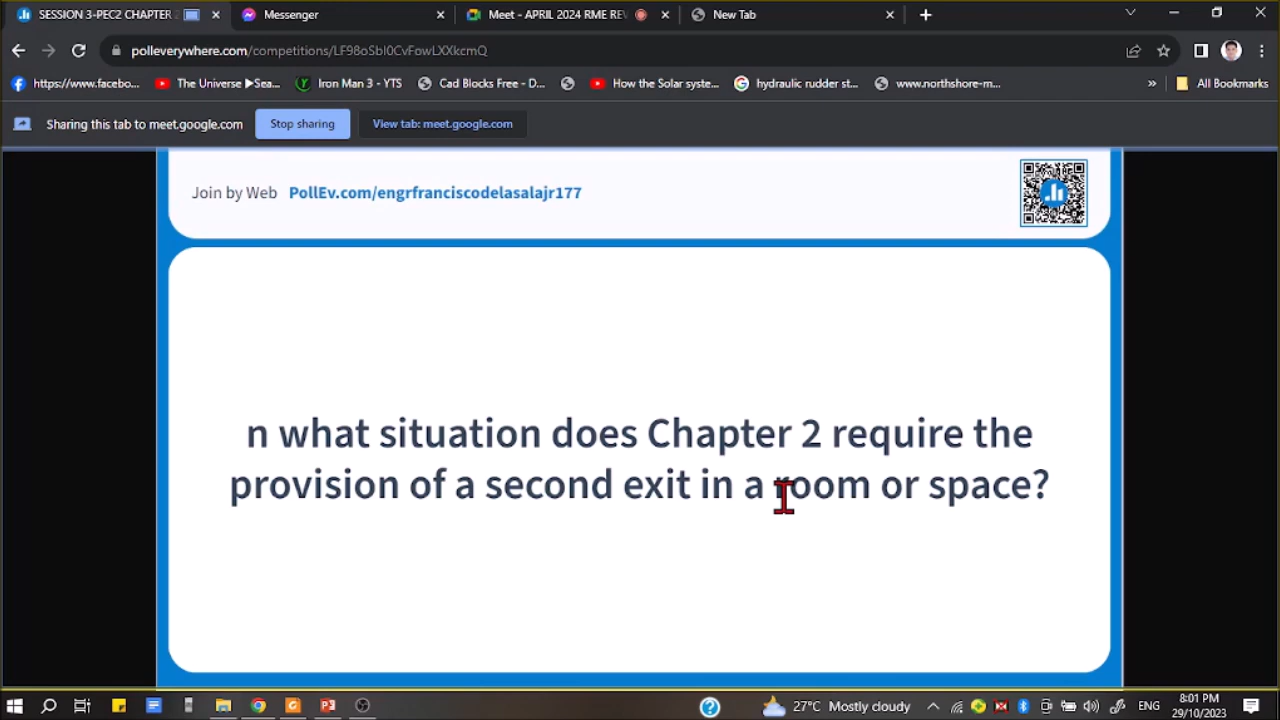 SESSION 3-PEC2 CHAPTER 2
Messenger
Meet - APRIL 2024 RME REV
New Tab
polleverywhere.com/competitions/LF98oSbI0CvFowLXXkcmQ
https://www.facebo...
The Universe ▶Sea...
Iron Man 3 - YTS
Cad Blocks Free - D...
How the Solar syste...
hydraulic rudder st...
www.northshore-m...
»
All Bookmarks
Sharing this tab to meet.google.com
Stop sharing
View tab: meet.google.com
Join by Web PollEv.com/engrfranciscodelasalajr177
n what situation does Chapter 2 require the
provision of a second exit in a room or space?
27°C Mostly cloudy
ENG
8:01 PM
29/10/2023